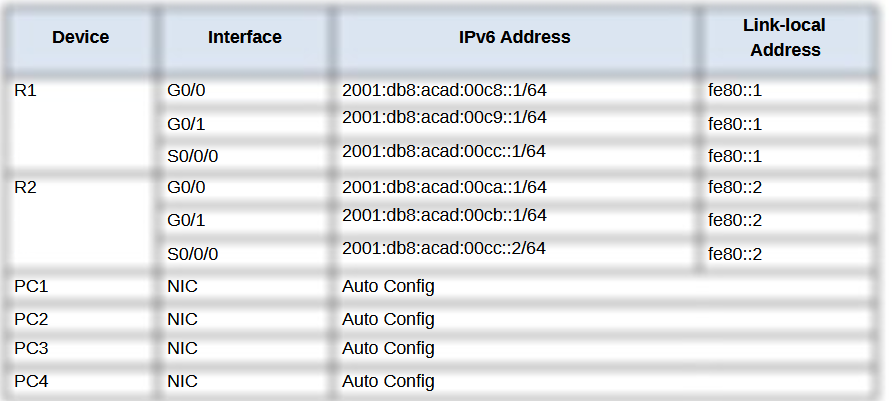 Device Interface IPv6 Address Link-local Address
R1 G0/0 2001:db8:acad:00c8::1/64 fe80::1
G0/1 2001:db8:acad:00c9::1/64 fe80::1
S0/0/0 2001:db8:acad:00cc::1/64 fe80::1
R2 G0/0 2001:db8:acad:00ca::1/64 fe80::2
G0/1 2001:db8:acad:00cb::1/64 fe80::2
S0/0/0 2001:db8:acad:00cc::2/64 fe80::2
PC1 NIC Auto Config
PC2 NIC Auto Config
PC3 NIC Auto Config
PC4 NIC Auto Config